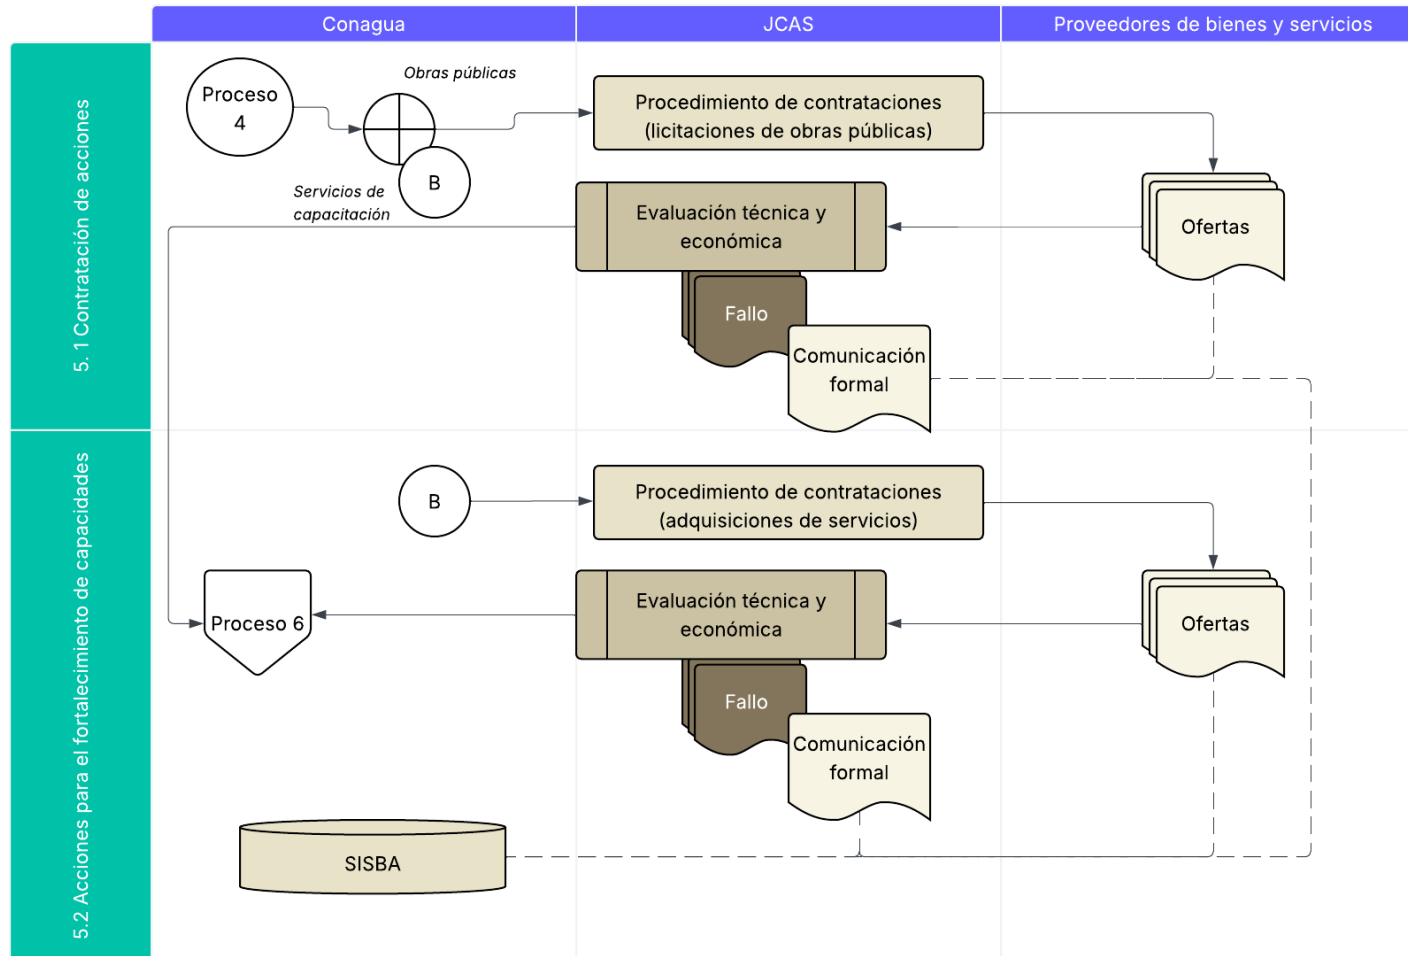 Conagua
JCAS
Proveedores de bienes y servicios
5. 1 Contratación de acciones
Proceso
4
Obras públicas
B
Servicios de
capacitación
Procedimiento de contrataciones
(licitaciones de obras públicas)
Evaluación técnica y
económica
Ofertas
Fallo
Comunicación
formal
5.2 Acciones para el fortalecimiento de capacidades
B
Procedimiento de contrataciones
(adquisiciones de servicios)
Proceso 6
Evaluación técnica y
económica
Ofertas
Fallo
Comunicación
formal
SISBA